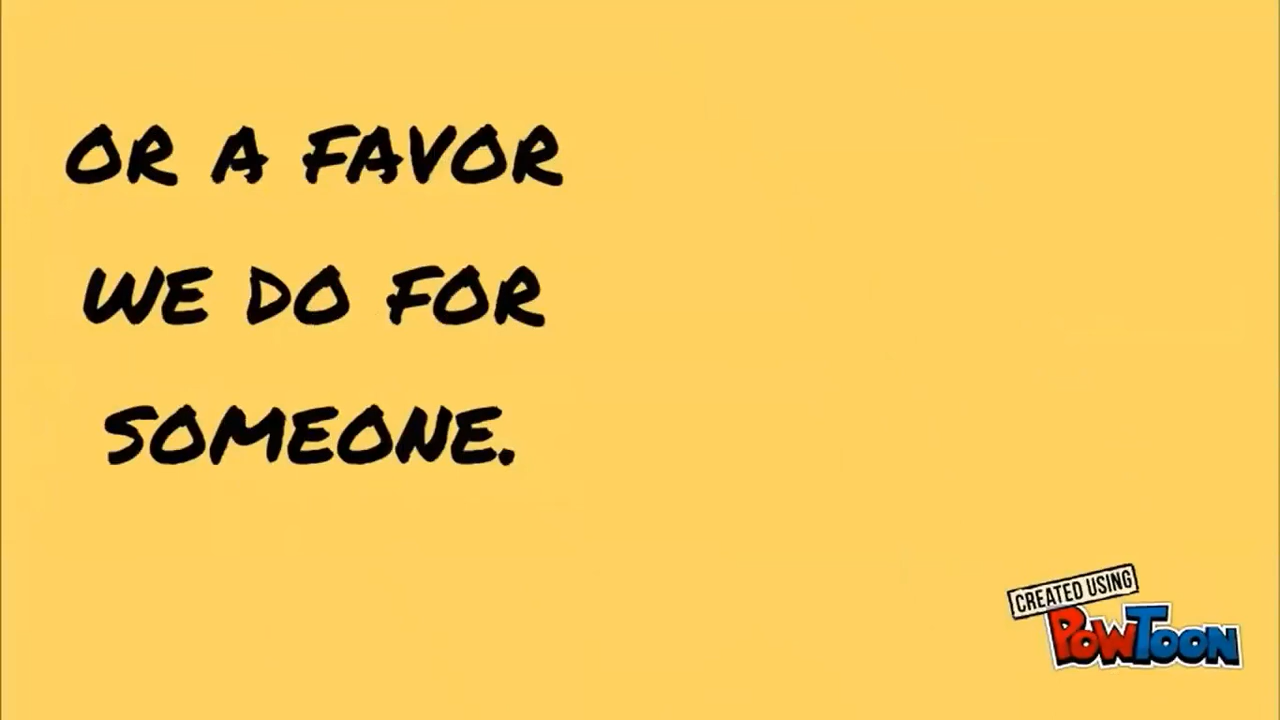 OR A FAVOR
WE DO FOR
SOMEONE.
CREATED USING
POWTOON